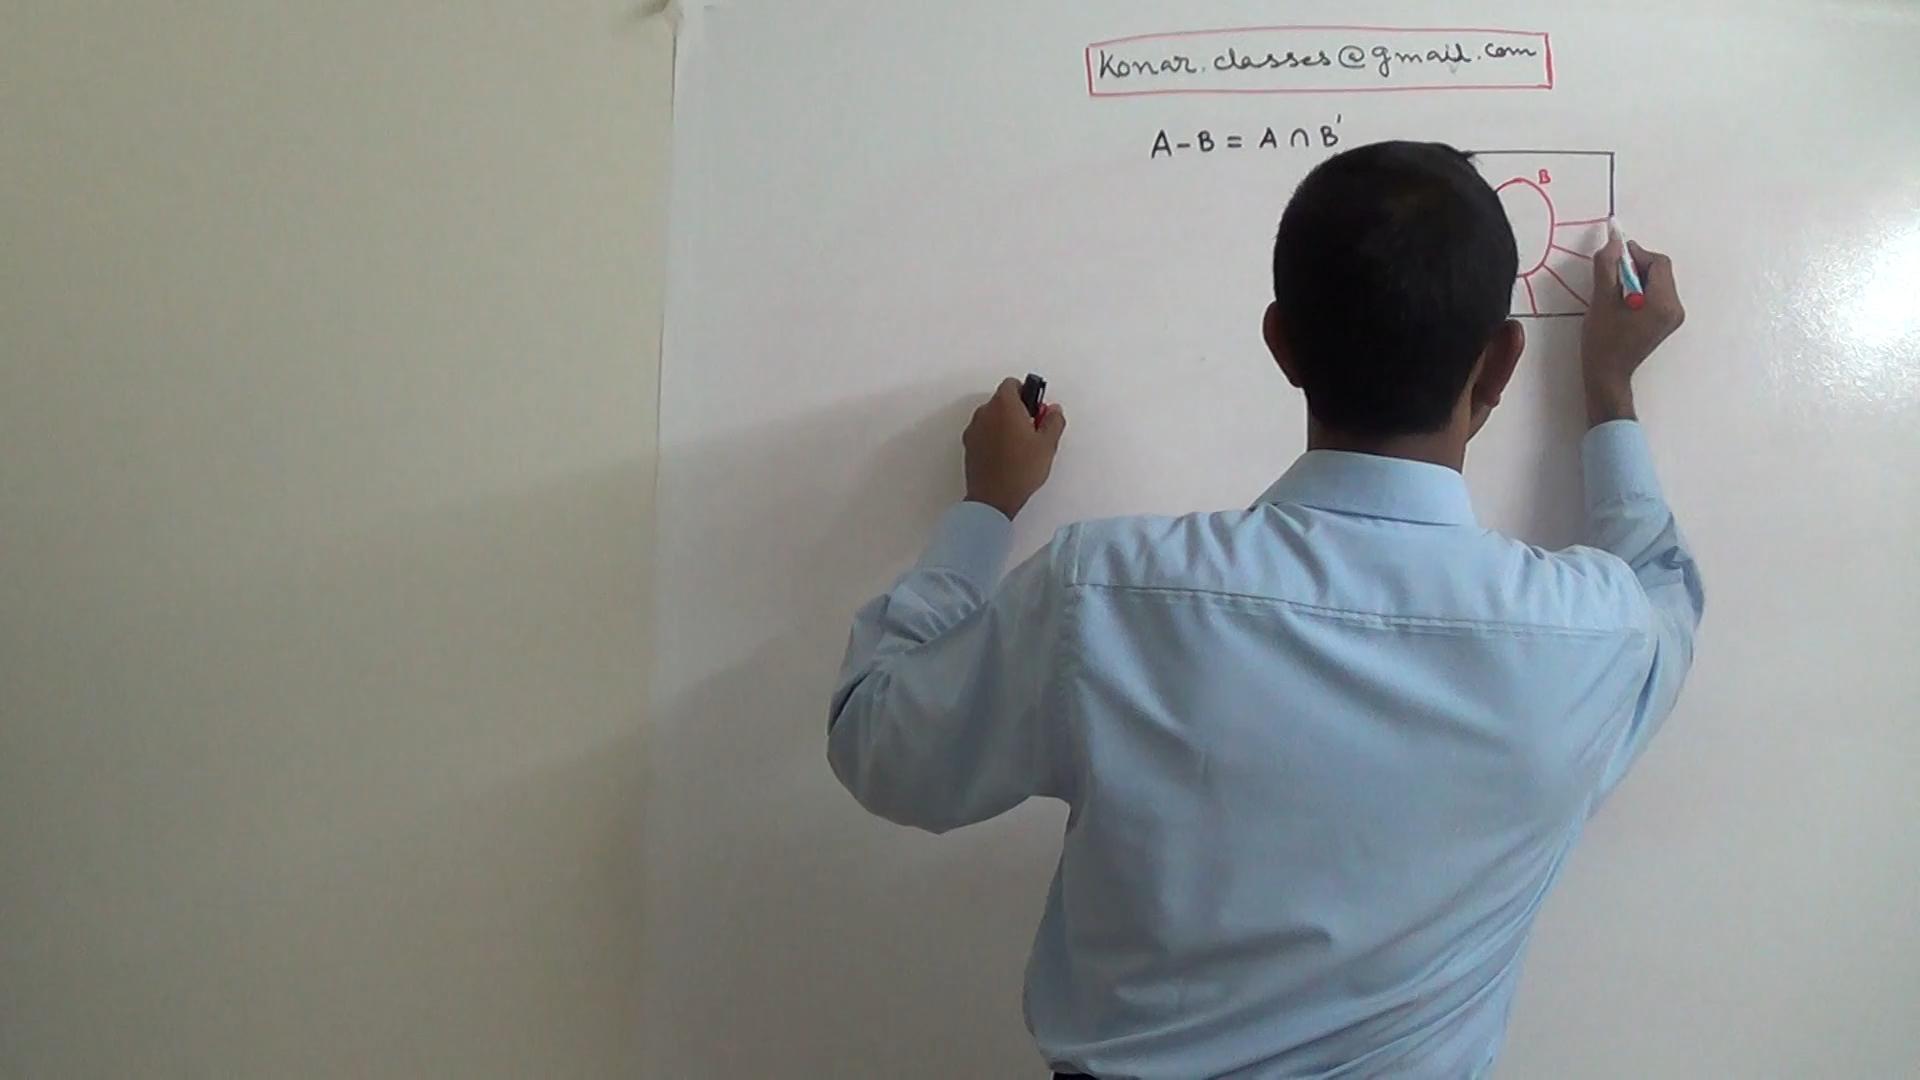 Konar.classes@gmail.com
A - B = A ∩ B'
B